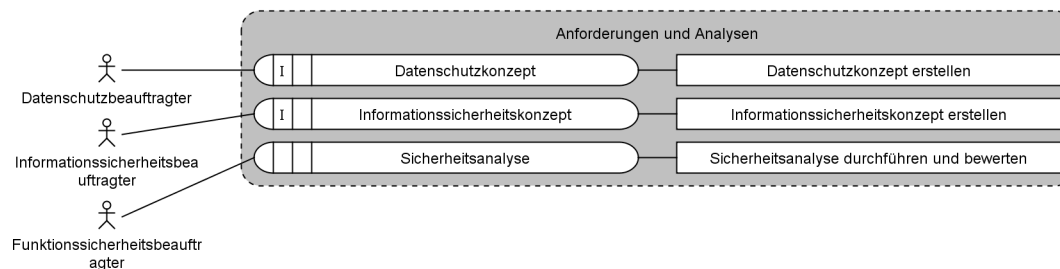 Anforderungen und Analysen
I
Datenschutzkonzept
Datenschutzkonzept erstellen
Datenschutzbeauftragter
I
Informationssicherheitskonzept
Informationssicherheitskonzept erstellen
Informationssicherheitsbea
uftragter
Sicherheitsanalyse
Sicherheitsanalyse durchführen und bewerten
Funktionssicherheitsbeauftr
agter